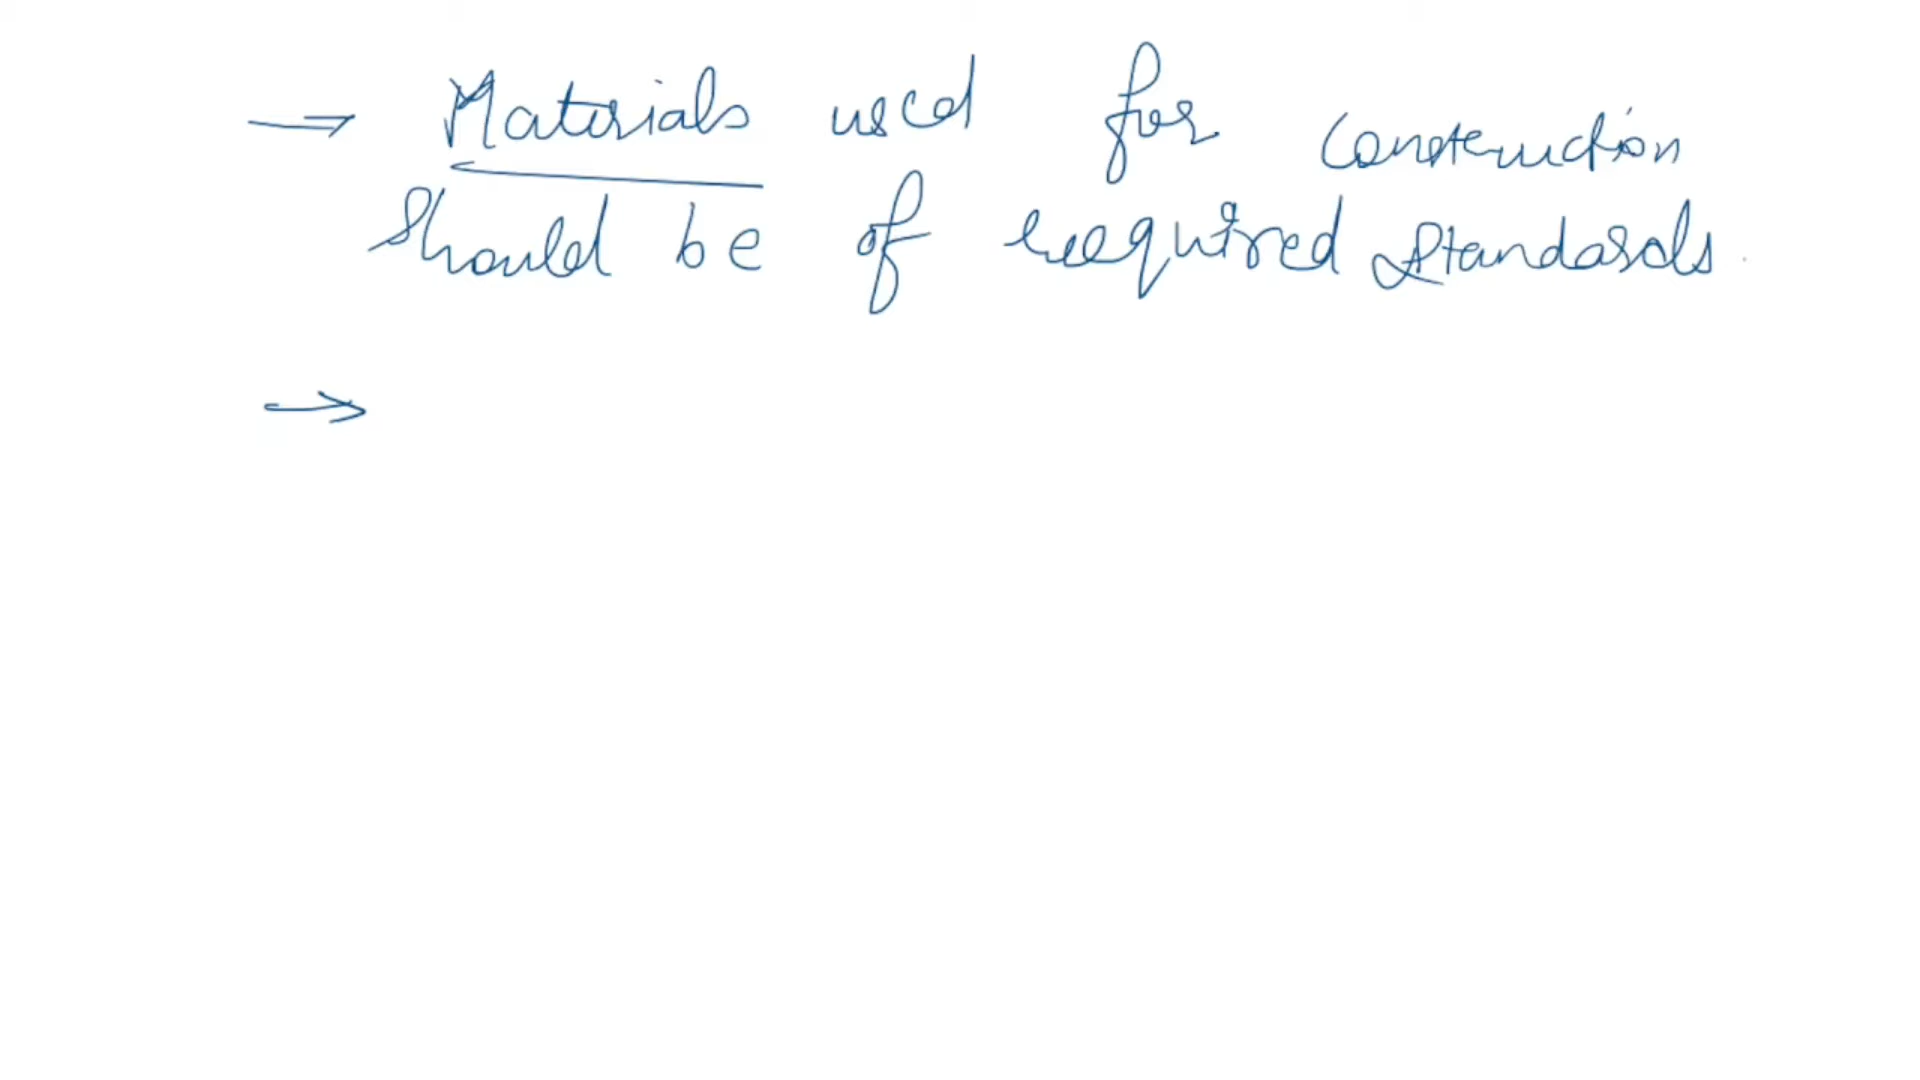 → Materials used for construction
should be of required standards.
→